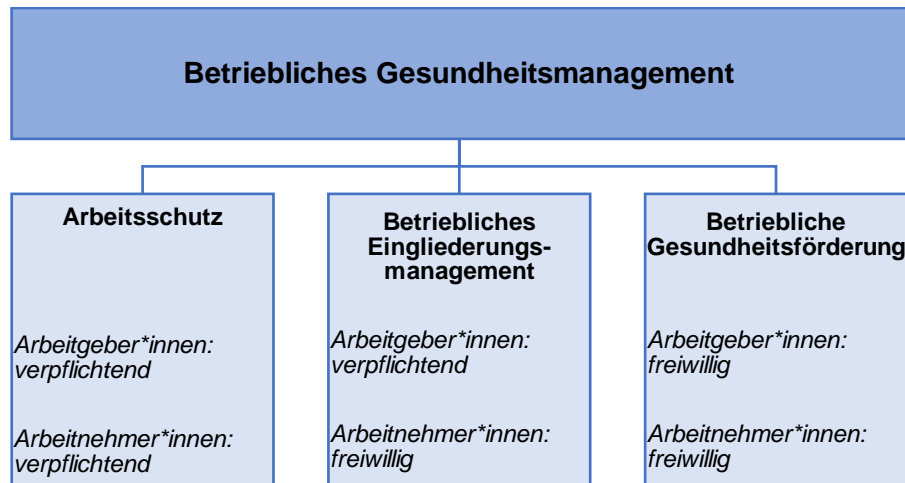 Betriebliches Gesundheitsmanagement
Arbeitsschutz
Arbeitgeber*innen:
verpflichtend
Arbeitnehmer*innen:
verpflichtend
Betriebliches
Eingliederungs-
management
Arbeitgeber*innen:
verpflichtend
Arbeitnehmer*innen:
freiwillig
Betriebliche
Gesundheitsförderung
Arbeitgeber*innen:
freiwillig
Arbeitnehmer*innen:
freiwillig